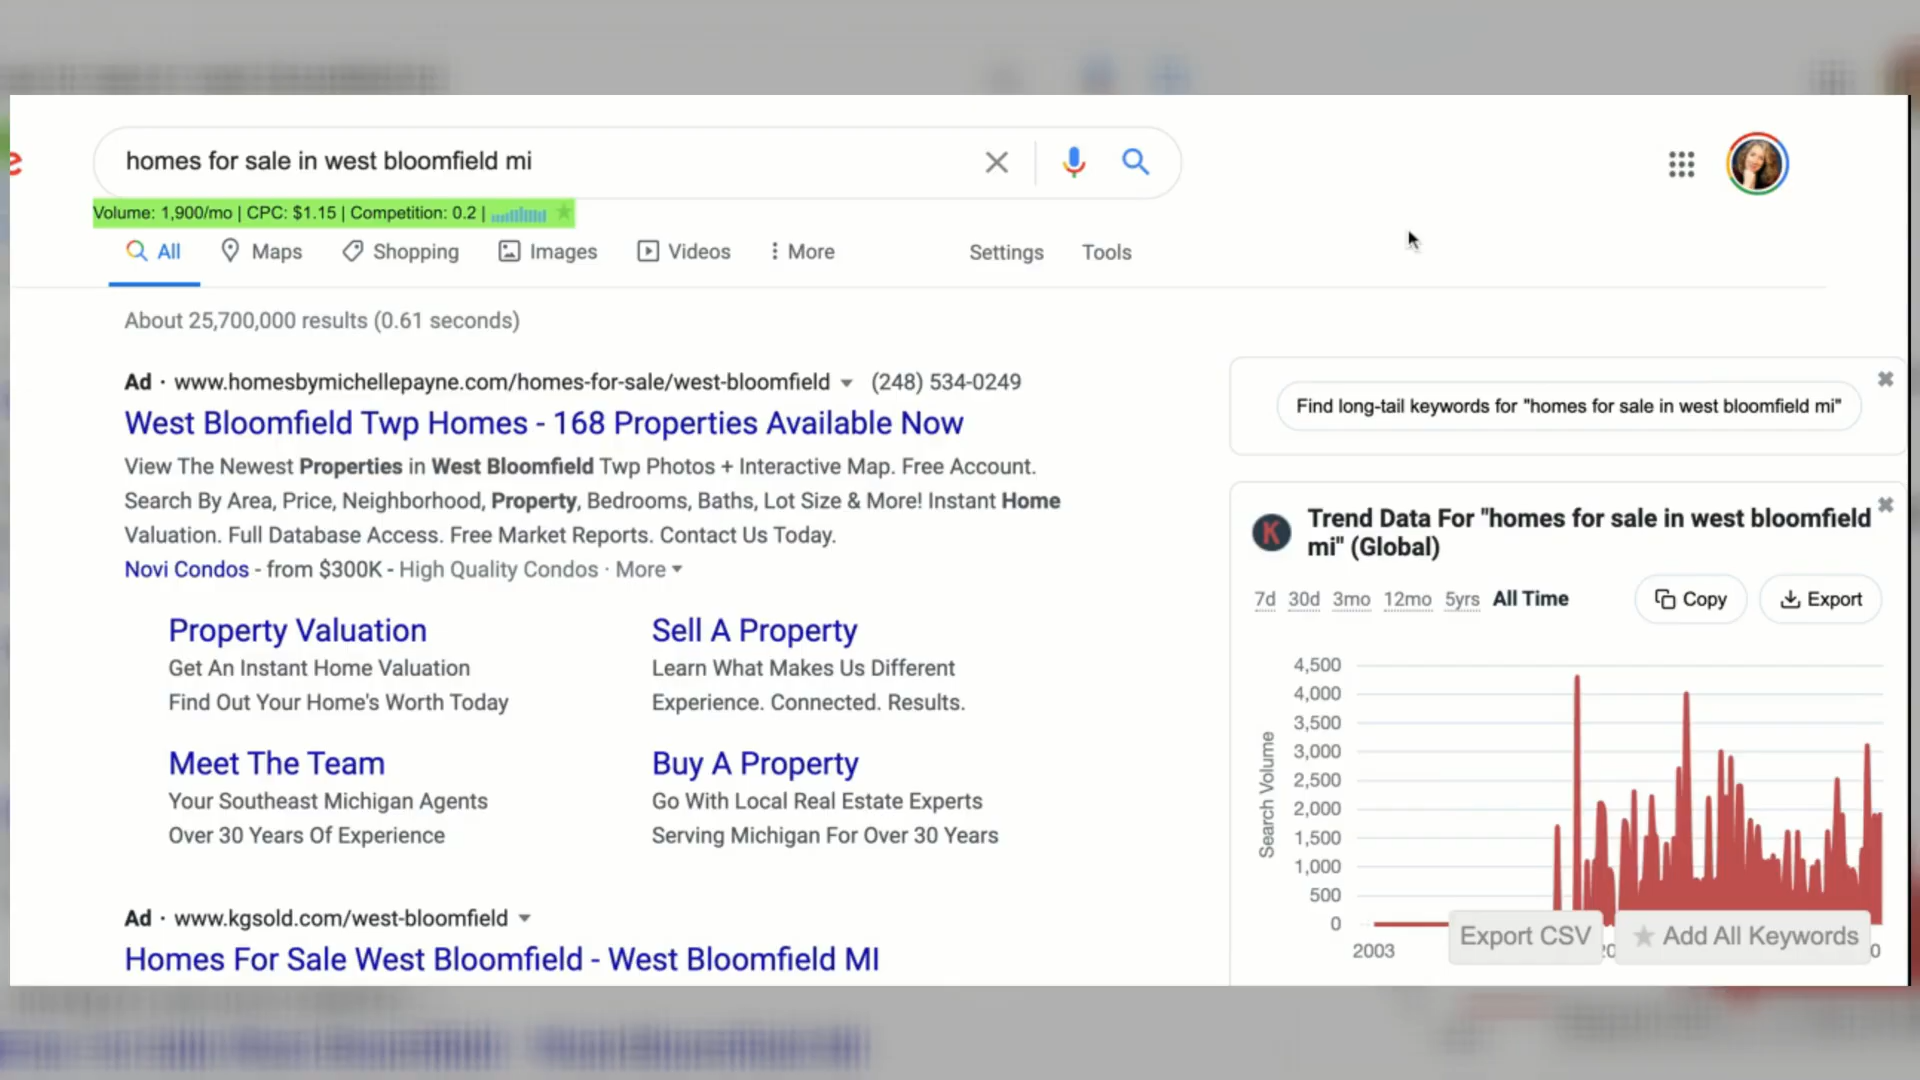 e
homes for sale in west bloomfield mi
Volume: 1,900/mo | CPC: $1.15 | Competition: 0.2 |
All Maps Shopping Images Videos More Settings Tools
About 25,700,000 results (0.61 seconds)
Ad · www.homesbymichellepayne.com/homes-for-sale/west-bloomfield (248) 534-0249
West Bloomfield Twp Homes - 168 Properties Available Now
View The Newest Properties in West Bloomfield Twp Photos + Interactive Map. Free Account.
Search By Area, Price, Neighborhood, Property, Bedrooms, Baths, Lot Size & More! Instant Home
Valuation. Full Database Access. Free Market Reports. Contact Us Today.
Novi Condos - from $300K - High Quality Condos · More
Property Valuation
Get An Instant Home Valuation
Find Out Your Home's Worth Today
Sell A Property
Learn What Makes Us Different
Experience. Connected. Results.
Meet The Team
Your Southeast Michigan Agents
Over 30 Years Of Experience
Buy A Property
Go With Local Real Estate Experts
Serving Michigan For Over 30 Years
Ad · www.kgsold.com/west-bloomfield
Homes For Sale West Bloomfield - West Bloomfield MI
Find long-tail keywords for "homes for sale in west bloomfield mi"
K
Trend Data For "homes for sale in west bloomfield
mi" (Global)
7d 30d 3mo 12mo 5yrs All Time Copy Export
Search Volume
4,500
4,000
3,500
3,000
2,500
2,000
1,500
1,000
500
0
2003
Export CSV
Add All Keywords